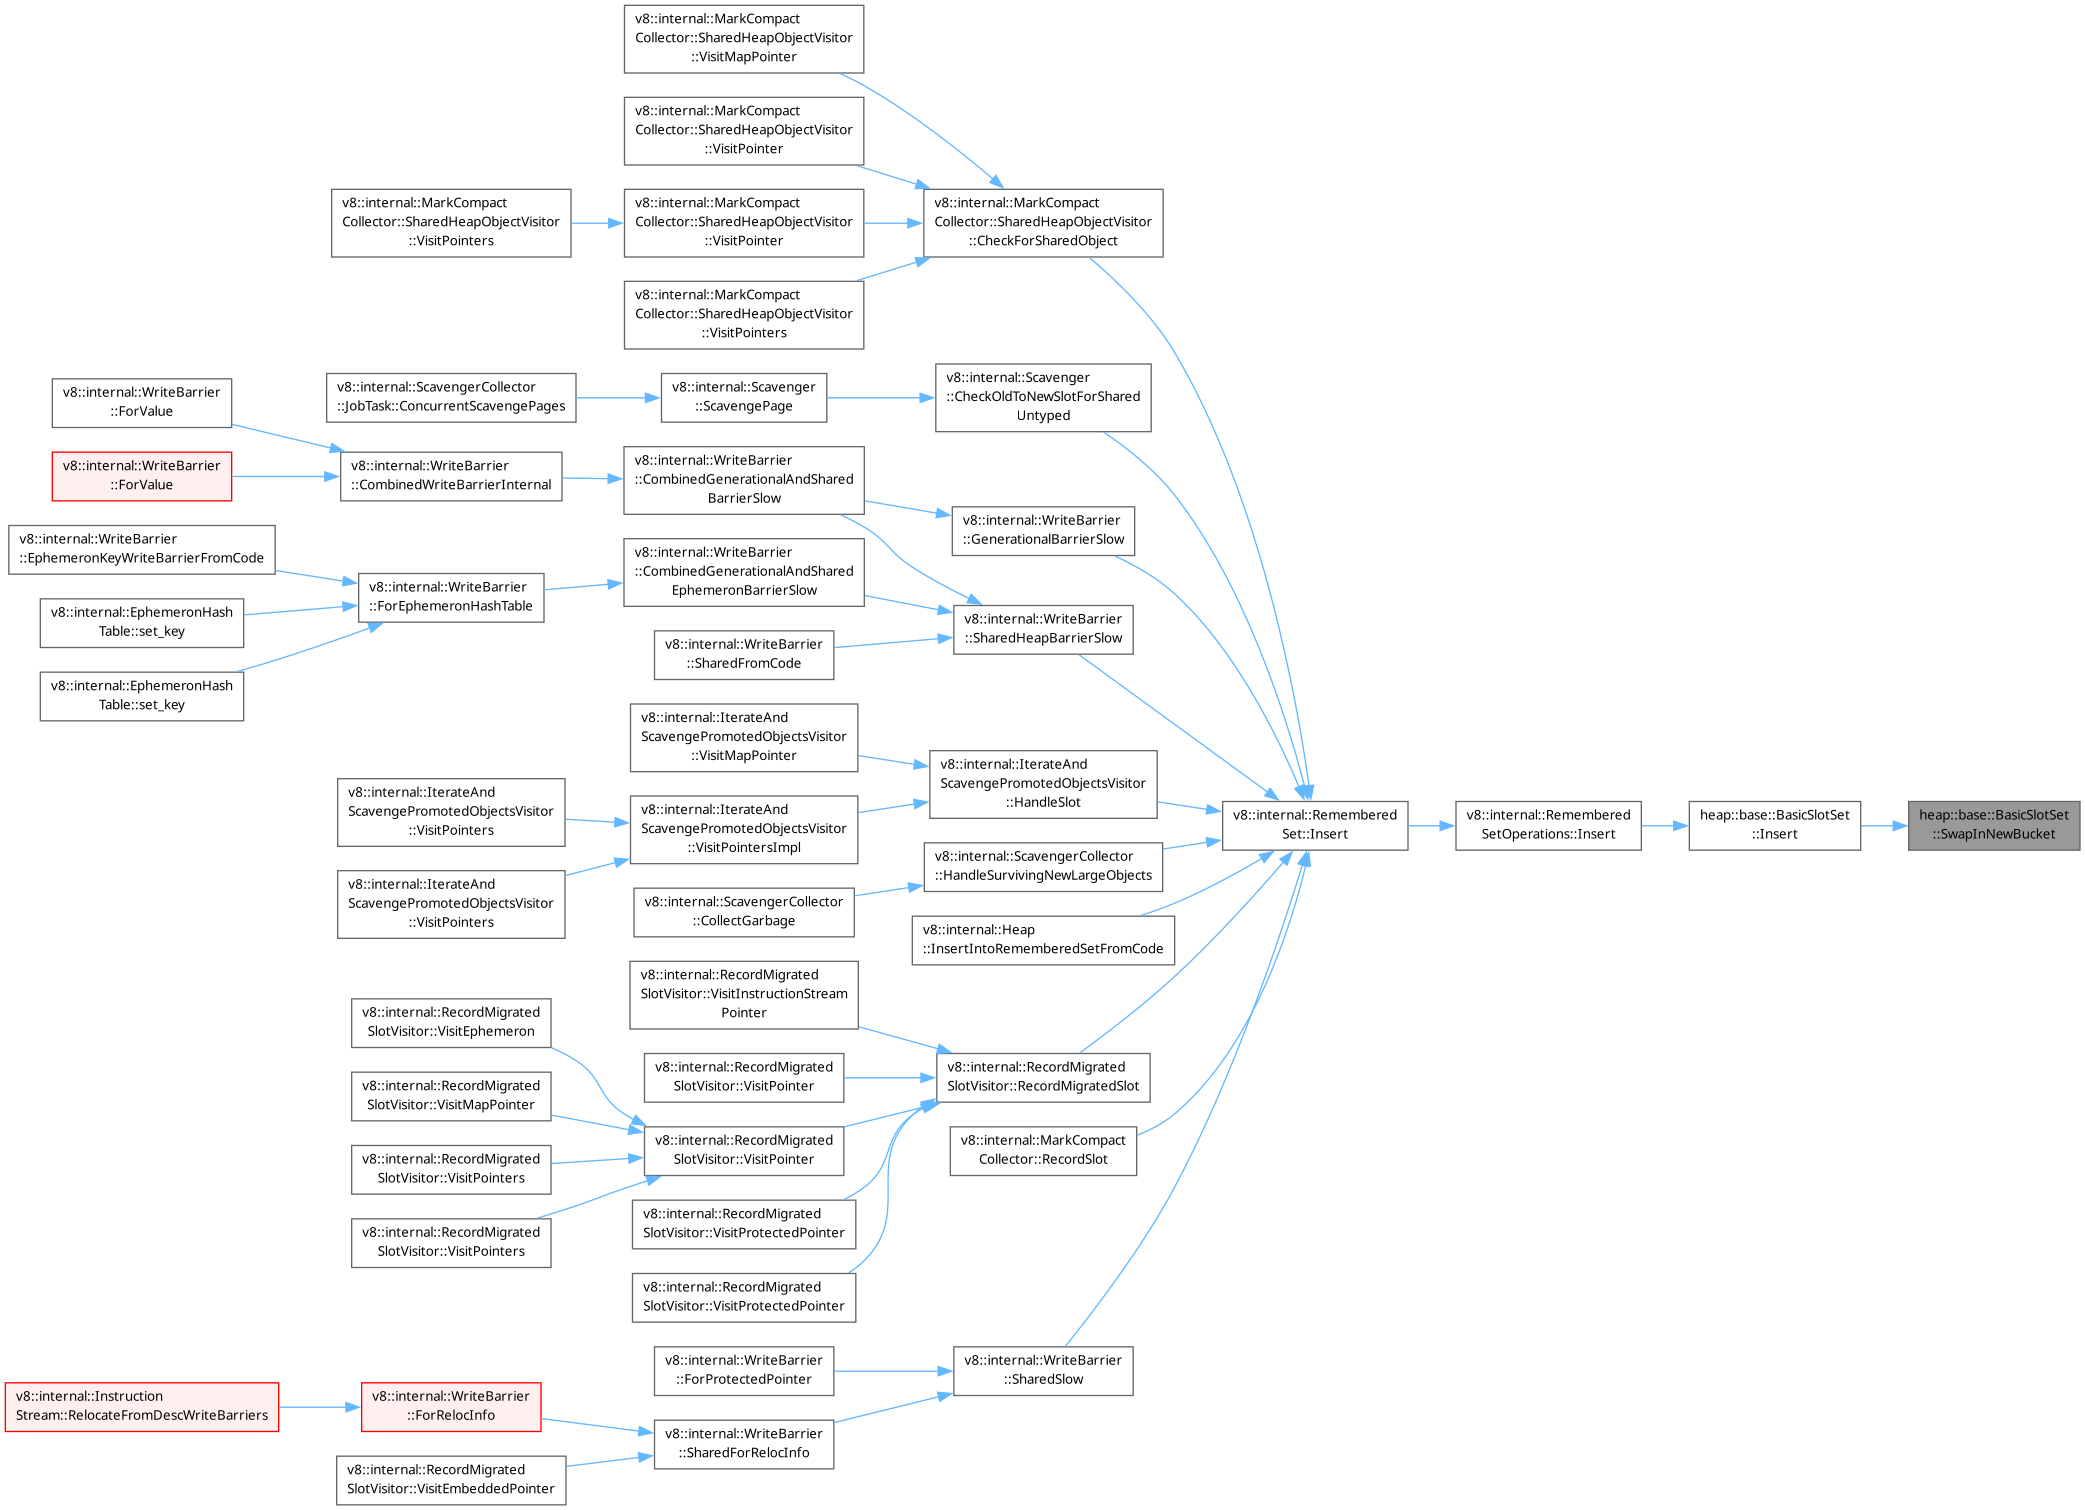 v8::internal::MarkCompact
Collector::SharedHeapObjectVisitor
::VisitMapPointer
v8::internal::MarkCompact
Collector::SharedHeapObjectVisitor
::VisitPointer
v8::internal::MarkCompact
Collector::SharedHeapObjectVisitor
::VisitPointers
v8::internal::MarkCompact
Collector::SharedHeapObjectVisitor
::VisitPointer
v8::internal::MarkCompact
Collector::SharedHeapObjectVisitor
::CheckForSharedObject
v8::internal::MarkCompact
Collector::SharedHeapObjectVisitor
::VisitPointers
v8::internal::WriteBarrier
::ForValue
v8::internal::ScavengerCollector
::JobTask::ConcurrentScavengePages
v8::internal::Scavenger
::ScavengePage
v8::internal::Scavenger
::CheckOldToNewSlotForShared
Untyped
v8::internal::WriteBarrier
::ForValue
v8::internal::WriteBarrier
::CombinedWriteBarrierInternal
v8::internal::WriteBarrier
::CombinedGenerationalAndShared
BarrierSlow
v8::internal::WriteBarrier
::GenerationalBarrierSlow
v8::internal::WriteBarrier
::EphemeronKeyWriteBarrierFromCode
v8::internal::WriteBarrier
::CombinedGenerationalAndShared
EphemeronBarrierSlow
v8::internal::WriteBarrier
::ForEphemeronHashTable
v8::internal::EphemeronHash
Table::set_key
v8::internal::WriteBarrier
::SharedHeapBarrierSlow
v8::internal::WriteBarrier
::SharedFromCode
v8::internal::EphemeronHash
Table::set_key
v8::internal::IterateAnd
ScavengePromotedObjectsVisitor
::VisitMapPointer
v8::internal::IterateAnd
ScavengePromotedObjectsVisitor
::HandleSlot
v8::internal::IterateAnd
ScavengePromotedObjectsVisitor
::VisitPointers
v8::internal::IterateAnd
ScavengePromotedObjectsVisitor
::VisitPointersImpl
v8::internal::Remembered
Set::Insert
v8::internal::Remembered
SetOperations::Insert
heap::base::BasicSlotSet
::Insert
heap::base::BasicSlotSet
::SwapInNewBucket
v8::internal::IterateAnd
ScavengePromotedObjectsVisitor
::VisitPointers
v8::internal::ScavengerCollector
::HandleSurvivingNewLargeObjects
v8::internal::ScavengerCollector
::CollectGarbage
v8::internal::Heap
::InsertIntoRememberedSetFromCode
v8::internal::RecordMigrated
SlotVisitor::VisitInstructionStream
Pointer
v8::internal::RecordMigrated
SlotVisitor::VisitEphemeron
v8::internal::RecordMigrated
SlotVisitor::VisitPointer
v8::internal::RecordMigrated
SlotVisitor::RecordMigratedSlot
v8::internal::RecordMigrated
SlotVisitor::VisitMapPointer
v8::internal::RecordMigrated
SlotVisitor::VisitPointer
v8::internal::MarkCompact
Collector::RecordSlot
v8::internal::RecordMigrated
SlotVisitor::VisitPointers
v8::internal::RecordMigrated
SlotVisitor::VisitProtectedPointer
v8::internal::RecordMigrated
SlotVisitor::VisitPointers
v8::internal::RecordMigrated
SlotVisitor::VisitProtectedPointer
v8::internal::WriteBarrier
::ForProtectedPointer
v8::internal::WriteBarrier
::SharedSlow
v8::internal::Instruction
Stream::RelocateFromDescWriteBarriers
v8::internal::WriteBarrier
::ForRelocInfo
v8::internal::WriteBarrier
::SharedForRelocInfo
v8::internal::RecordMigrated
SlotVisitor::VisitEmbeddedPointer